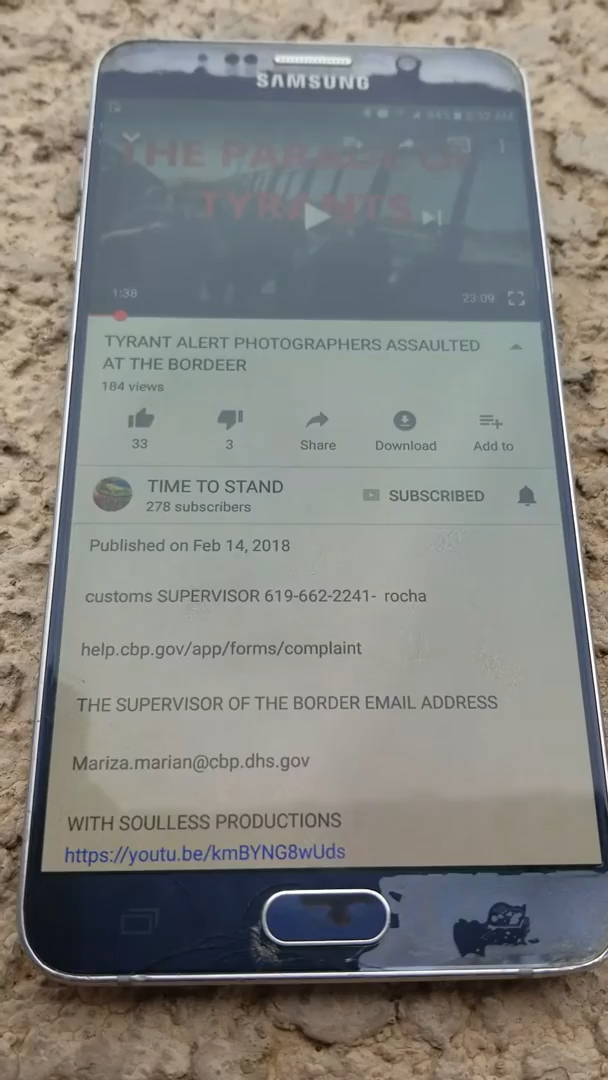 SAMSUNG
THE PARADE OF
TYRANTS
1:38
23:09
TYRANT ALERT PHOTOGRAPHERS ASSAULTED
AT THE BORDEER
184 views
33
3
Share
Download
Add to
TIME TO STAND
278 subscribers
SUBSCRIBED
Published on Feb 14, 2018
customs SUPERVISOR 619-662-2241- rocha
help.cbp.gov/app/forms/complaint
THE SUPERVISOR OF THE BORDER EMAIL ADDRESS
Mariza.marian@cbp.dhs.gov
WITH SOULLESS PRODUCTIONS
https://youtu.be/kmBYNG8wUds